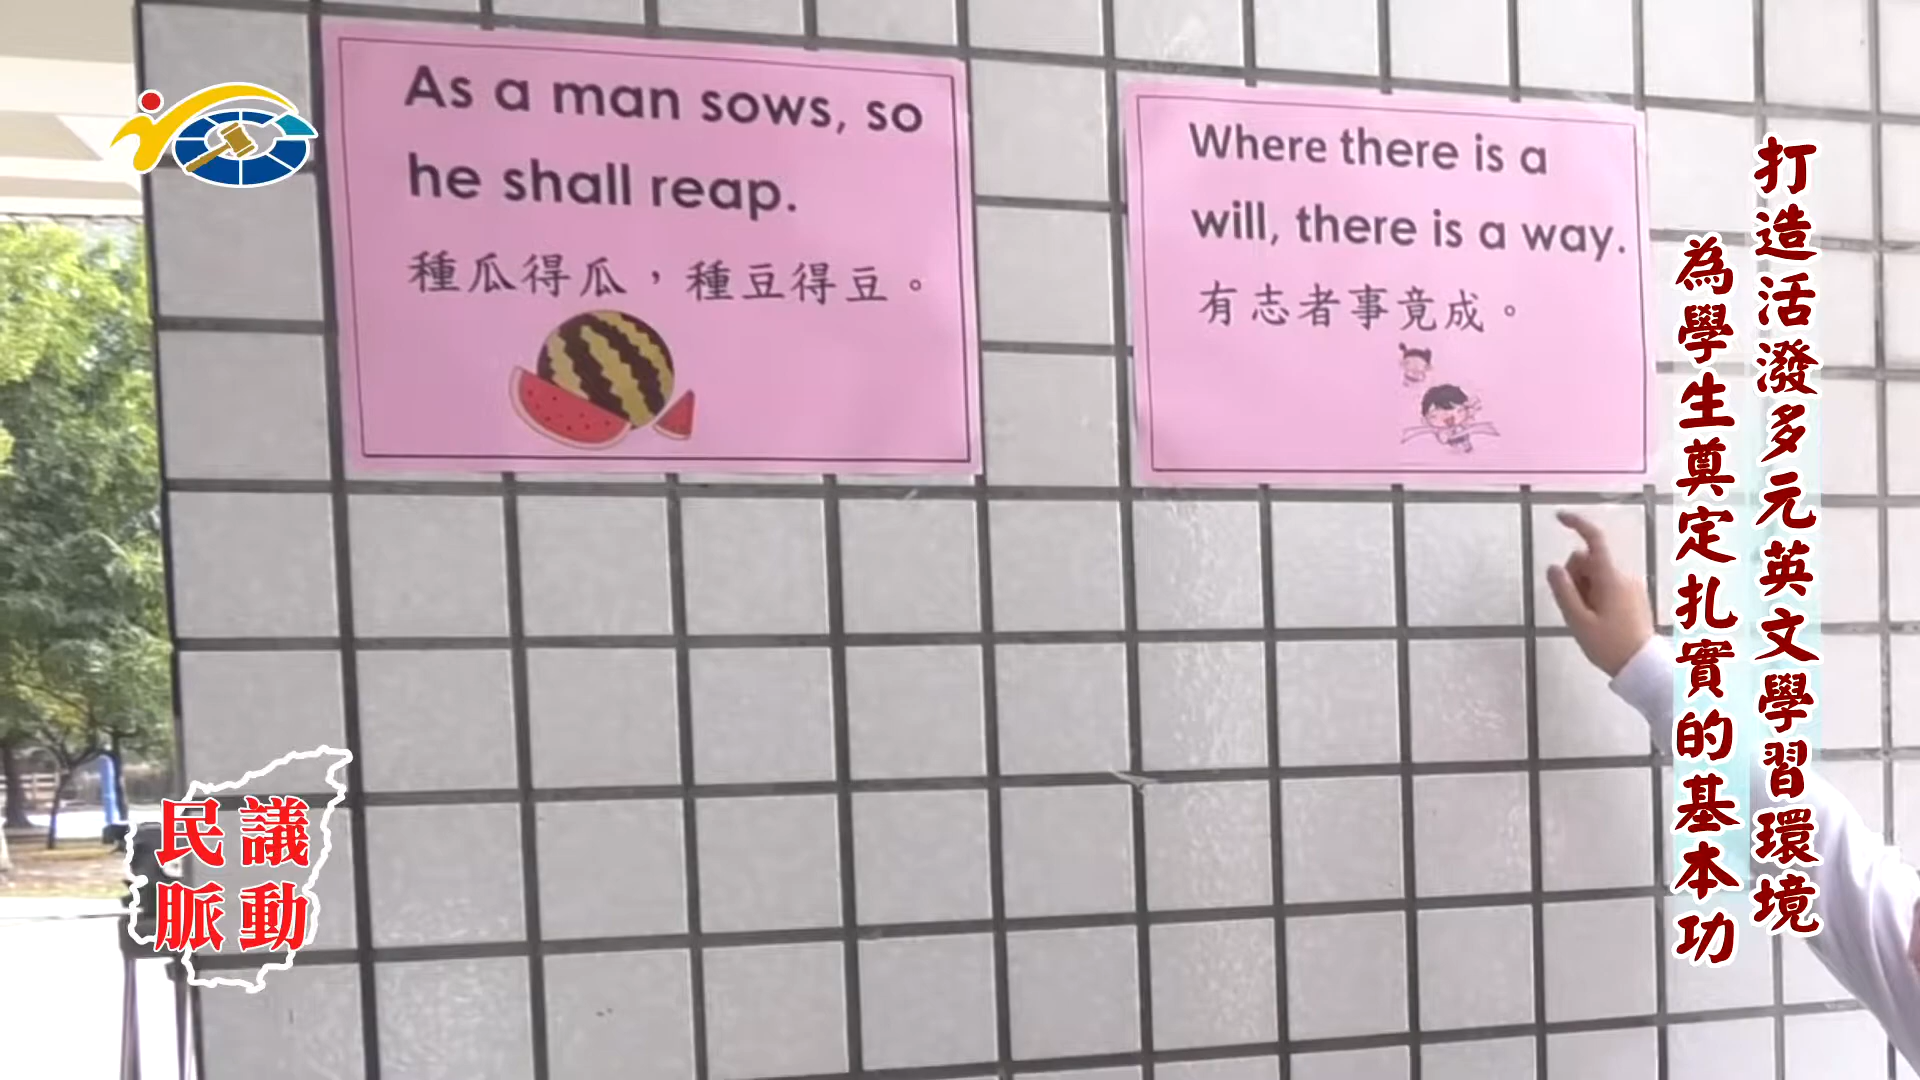 As a man sows, so
he shall reap.
種瓜得瓜，種豆得豆。
Where there is a
will, there is a way.
有志者事竟成。
打造活潑多元英文學習環境
為學生奠定扎實的基本功
民議
脈動